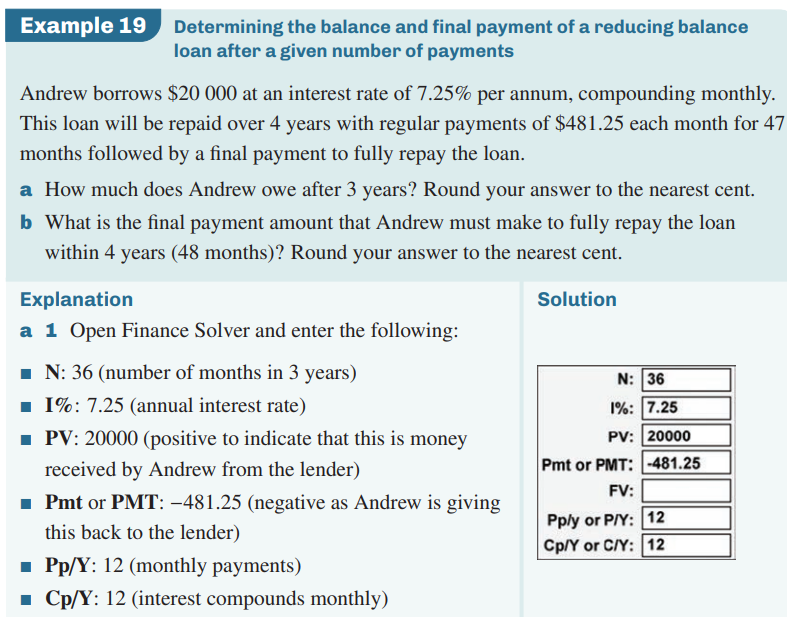 Example 19
Determining the balance and final payment of a reducing balance
loan after a given number of payments
Andrew borrows $20 000 at an interest rate of 7.25% per annum, compounding monthly.
This loan will be repaid over 4 years with regular payments of $481.25 each month for 47
months followed by a final payment to fully repay the loan.
a How much does Andrew owe after 3 years? Round your answer to the nearest cent.
b What is the final payment amount that Andrew must make to fully repay the loan
within 4 years (48 months)? Round your answer to the nearest cent.
Explanation
a 1 Open Finance Solver and enter the following:
■ N: 36 (number of months in 3 years)
■ I%: 7.25 (annual interest rate)
■ PV: 20000 (positive to indicate that this is money
received by Andrew from the lender)
■ Pmt or PMT: −481.25 (negative as Andrew is giving
this back to the lender)
■ Pp/Y: 12 (monthly payments)
■ Cp/Y: 12 (interest compounds monthly)
Solution
N: 36
I%: 7.25
PV: 20000
Pmt or PMT: -481.25
FV:
Pp/y or P/Y: 12
Cp/Y or C/Y: 12